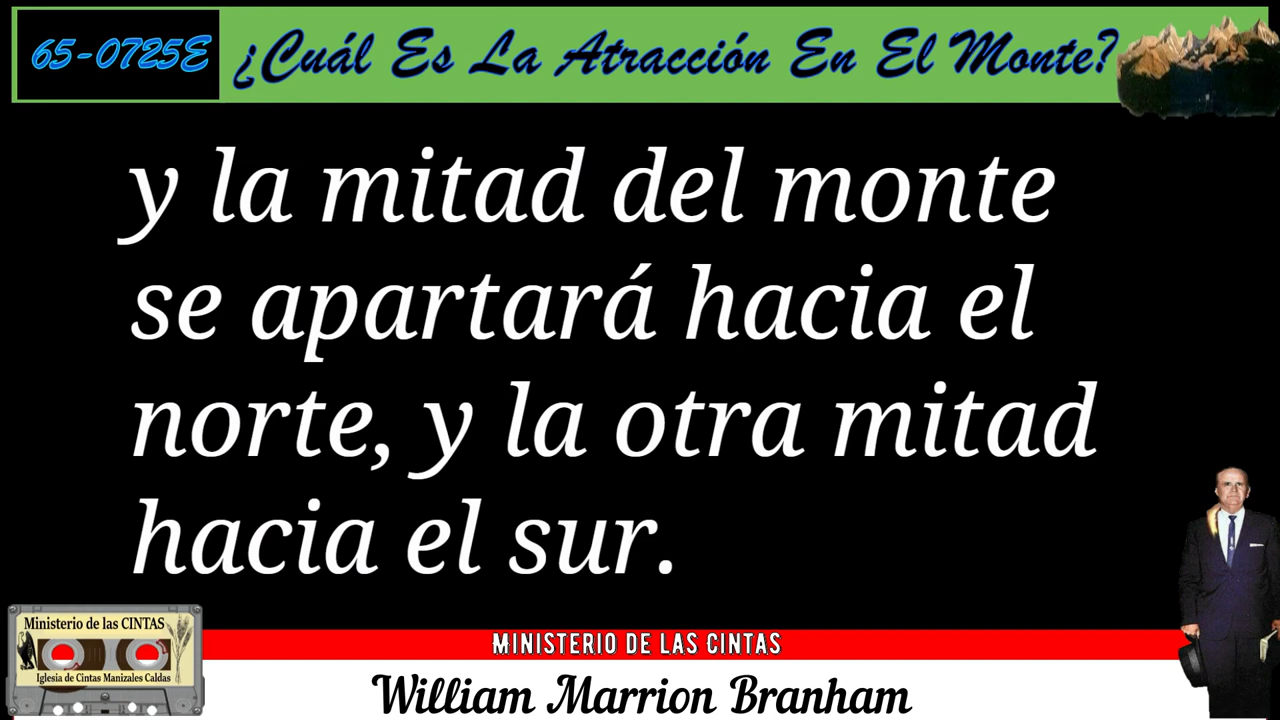 65-0725E ¿Cuál Es La Atracción En El Monte?
y la mitad del monte
se apartará hacia el
norte, y la otra mitad
hacia el sur.
Ministerio de las CINTAS
Iglesia de Cintas Manizales Caldas
MINISTERIO DE LAS CINTAS
William Marrion Branham